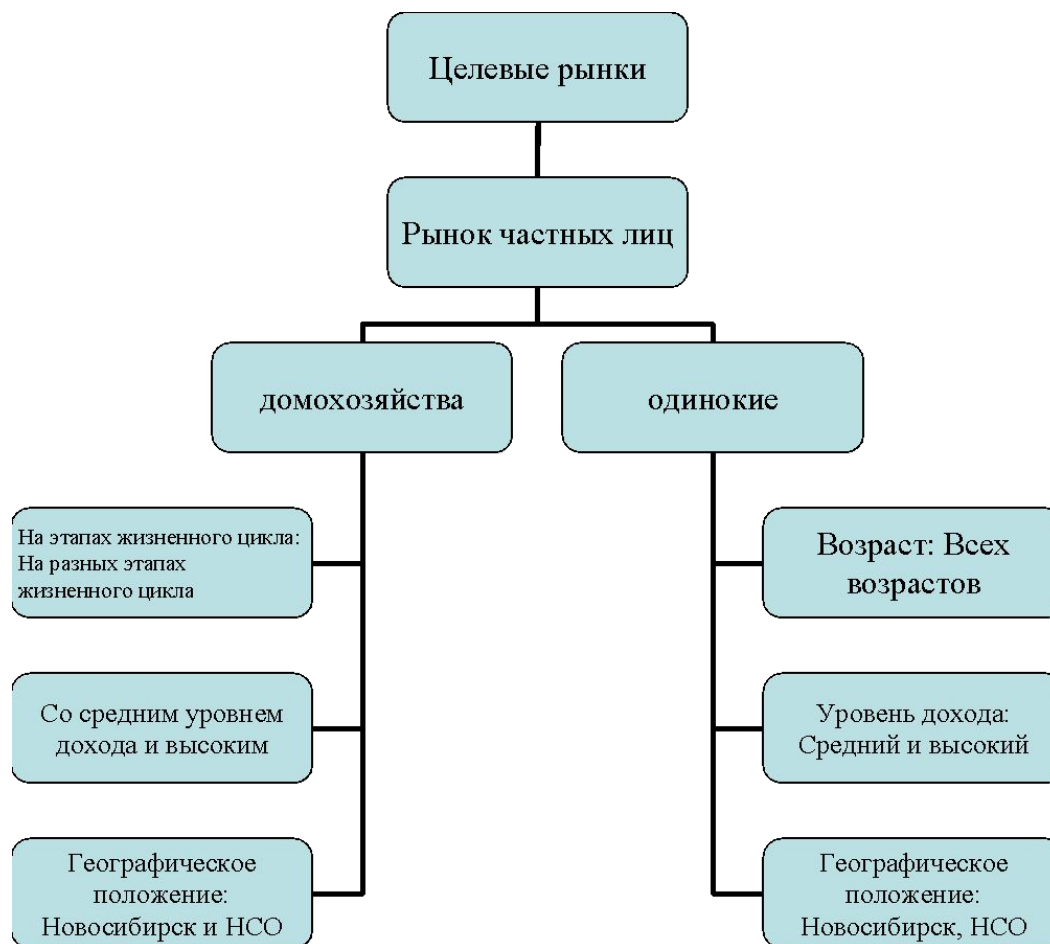 Целевые рынки
Рынок частных лиц
домохозяйства
одинокие
На этапах жизненного цикла:
На разных этапах
жизненного цикла
Возраст: Всех
возрастов
Со средним уровнем
дохода и высоким
Уровень дохода:
Средний и высокий
Географическое
положение:
Новосибирск и НСО
Географическое
положение:
Новосибирск, НСО